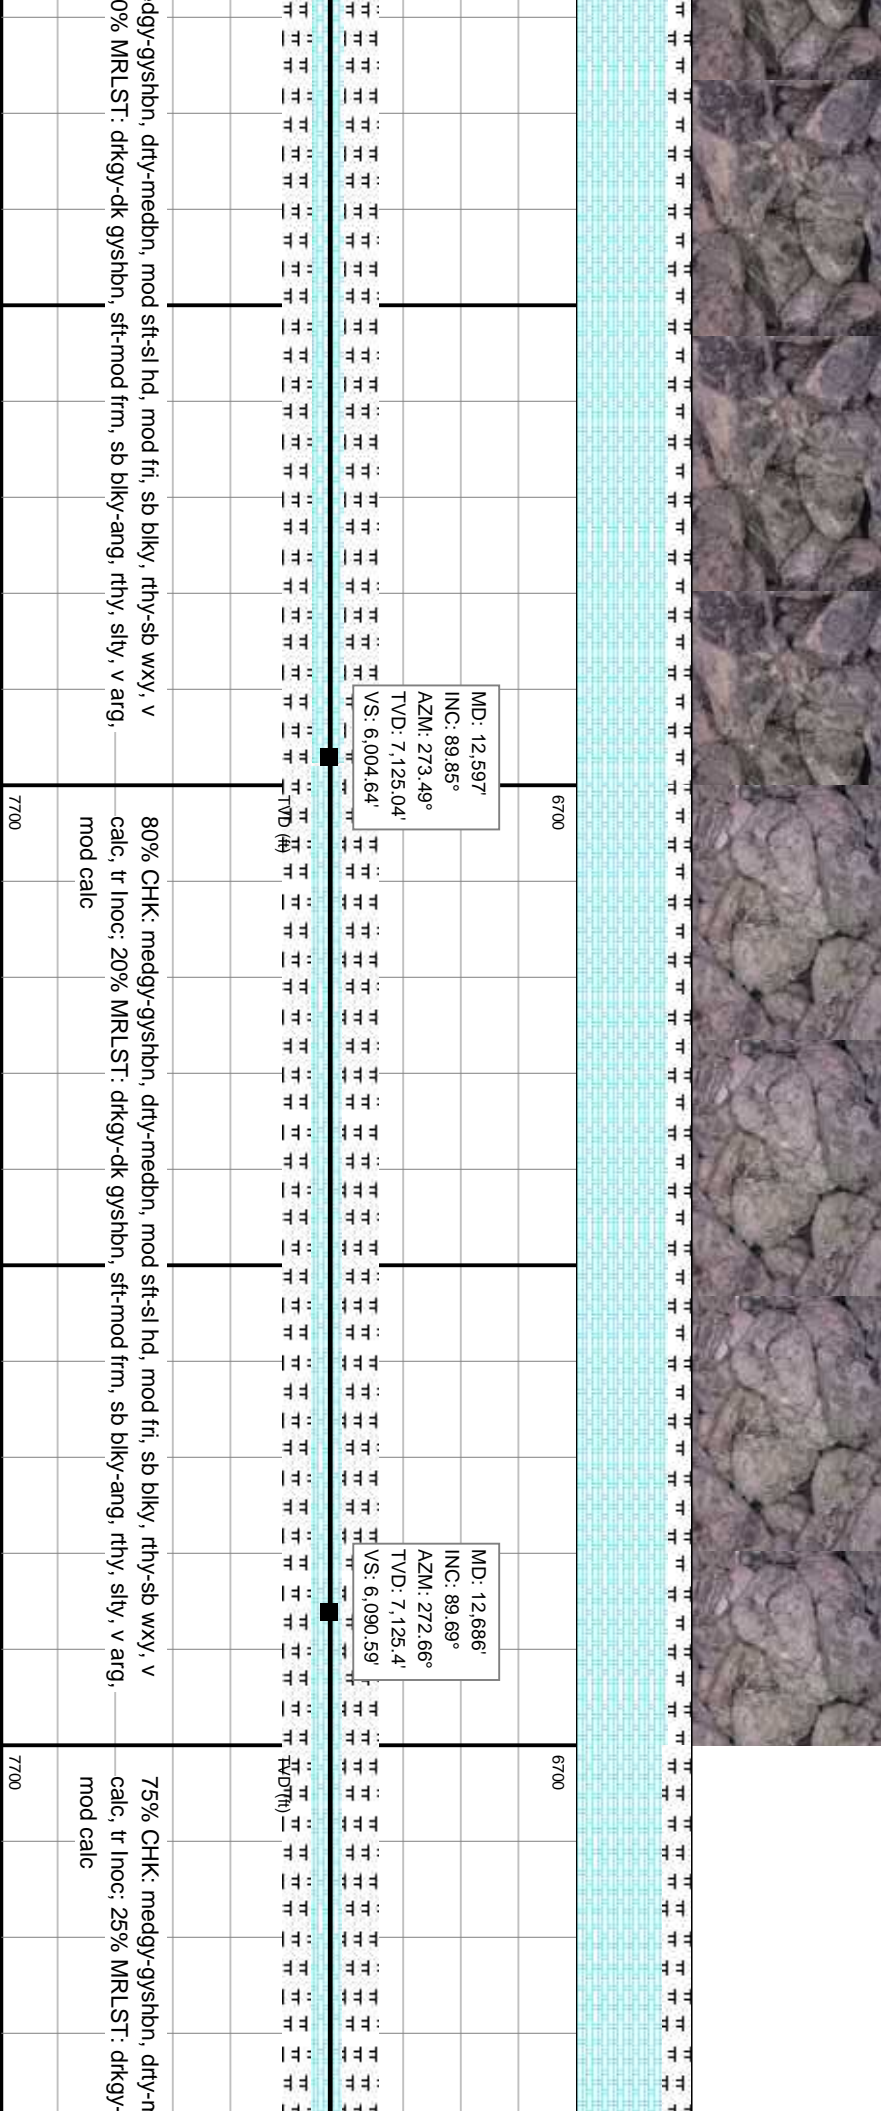 dgy-gyshbn, drty-medbn, mod sft-sl hd, mod fri, sb blky, rthy-sb wxy, v
0% MRLST: drkgy-dk gyshbn, sft-mod frm, sb blky-ang, rthy, slty, v arg,
MD: 12,597'
INC: 89.85°
AZM: 273.49°
TVD: 7,125.04'
VS: 6,004.64'
6700
TVD (ft)
7700
80% CHK: medgy-gyshbn, drty-medbn, mod sft-sl hd, mod fri, sb blky, rthy-sb wxy, v
calc, tr Inoc; 20% MRLST: drkgy-dk gyshbn, sft-mod frm, sb blky-ang, rthy, slty, v arg,
mod calc
MD: 12,686'
INC: 89.69°
AZM: 272.66°
TVD: 7,125.4'
VS: 6,090.59'
6700
TVD (ft)
7700
75% CHK: medgy-gyshbn, drty-m
calc, tr Inoc; 25% MRLST: drkgy-
mod calc